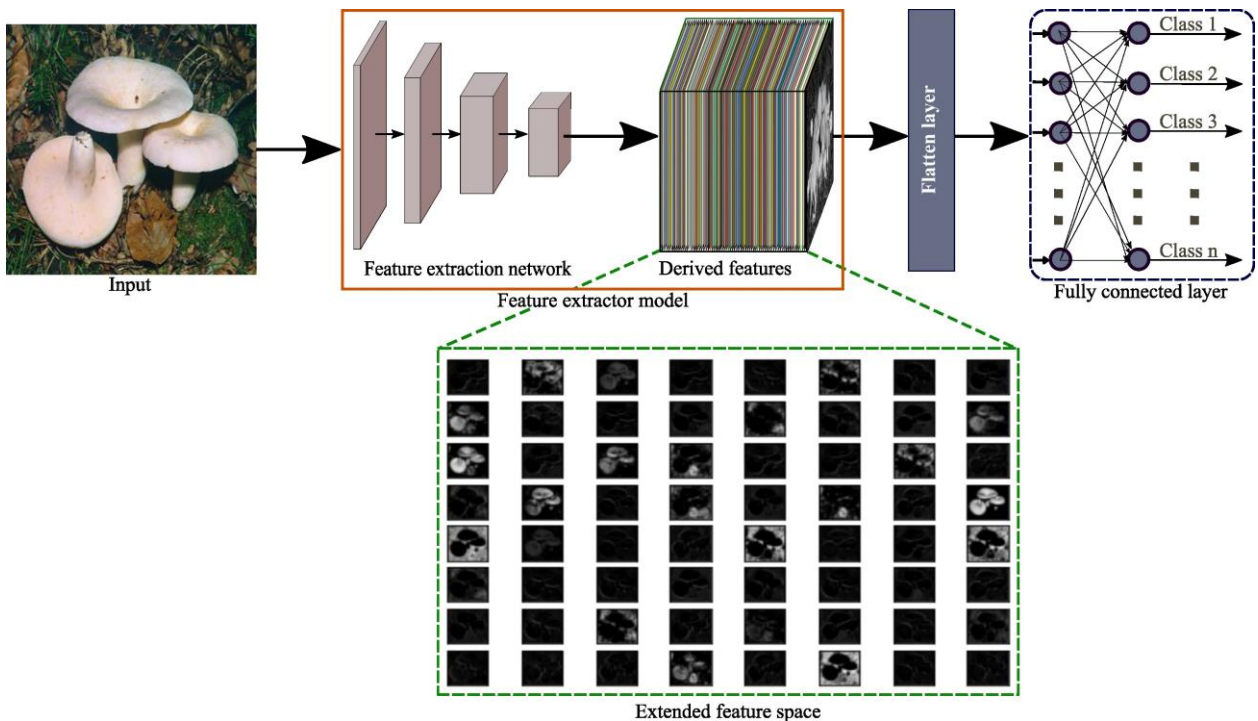 Input
Feature extraction network
Derived features
Feature extractor model
Flatten layer
Class 1
Class 2
Class 3
Class n
Fully connected layer
Extended feature space